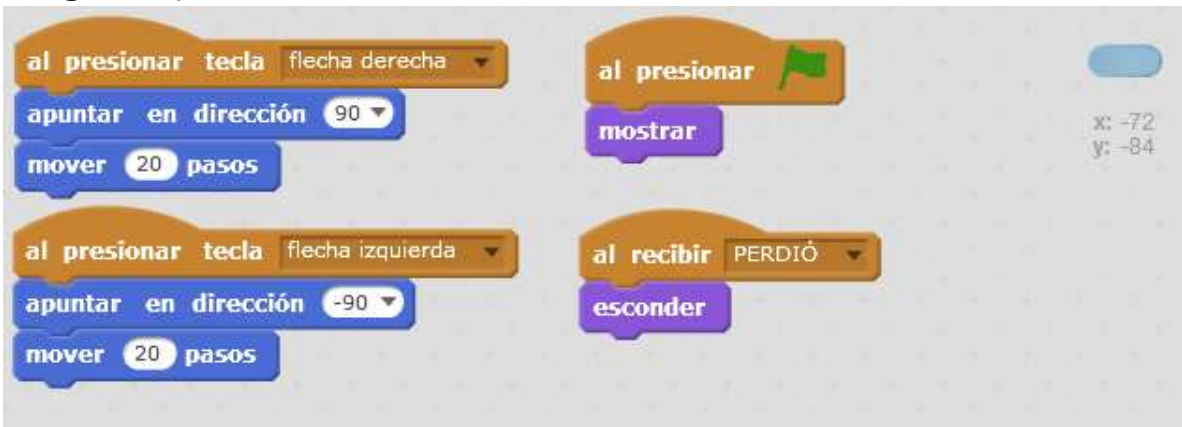 al presionar tecla flecha derecha
apuntar en dirección 90
mover 20 pasos
al presionar tecla flecha izquierda
apuntar en dirección -90
mover 20 pasos
al presionar
mostrar
al recibir PERDIÓ
esconder
x: -72
y: -84